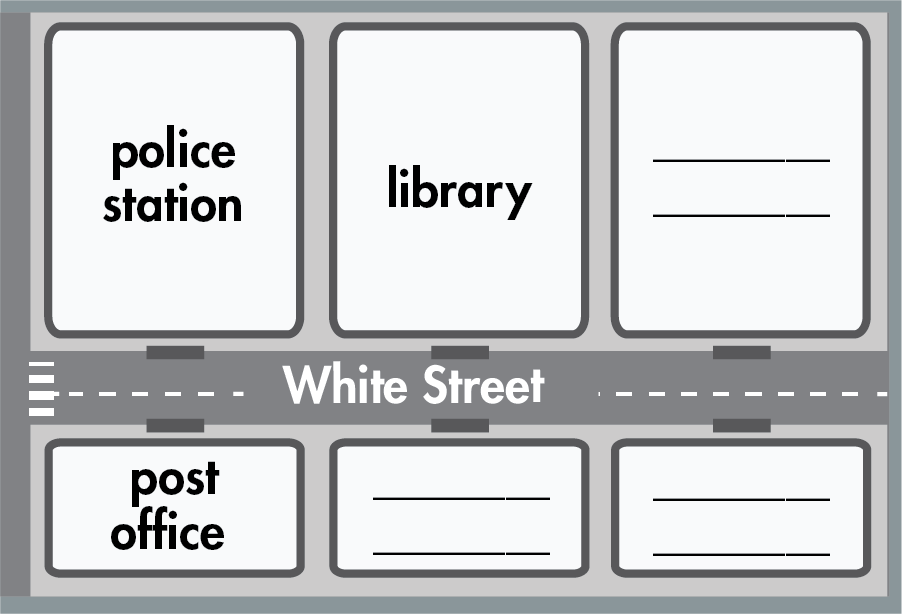 police
station
library
White Street
post
office